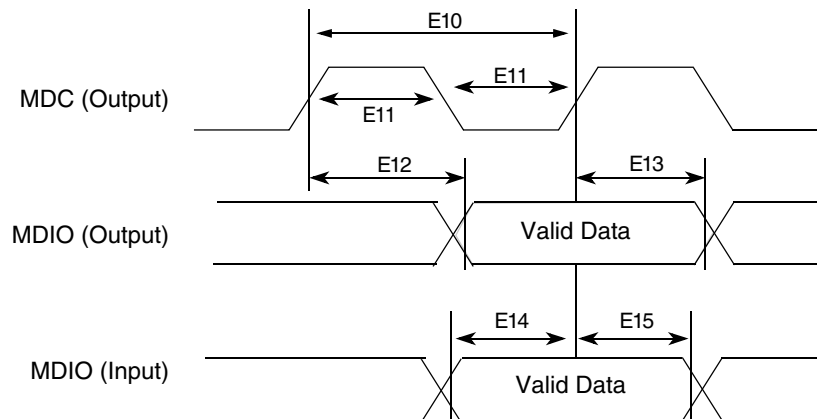 E10
MDC (Output)
E11
E11
E12
E13
MDIO (Output)
Valid Data
E14
E15
MDIO (Input)
Valid Data